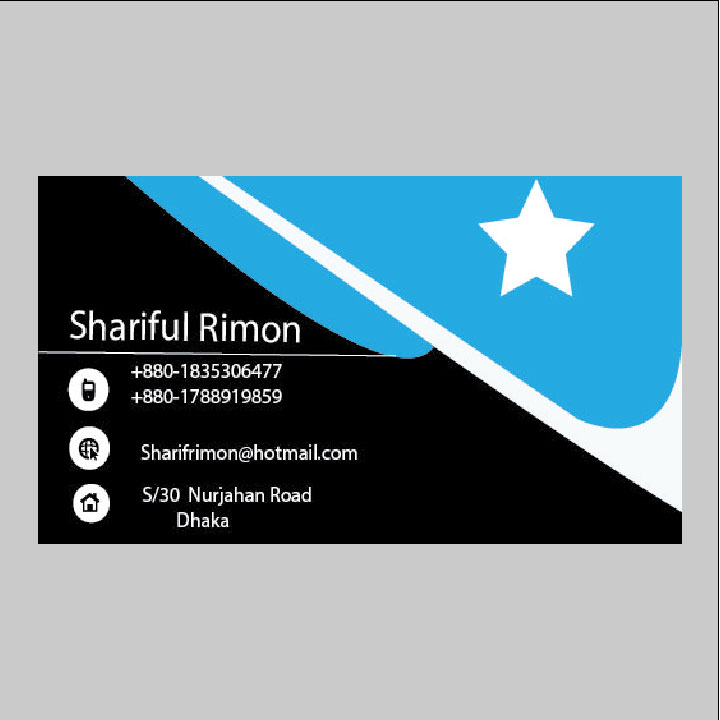 Shariful Rimon
+880-1835306477
+880-1788919859
Sharifrimon@hotmail.com
S/30 Nurjahan Road
Dhaka